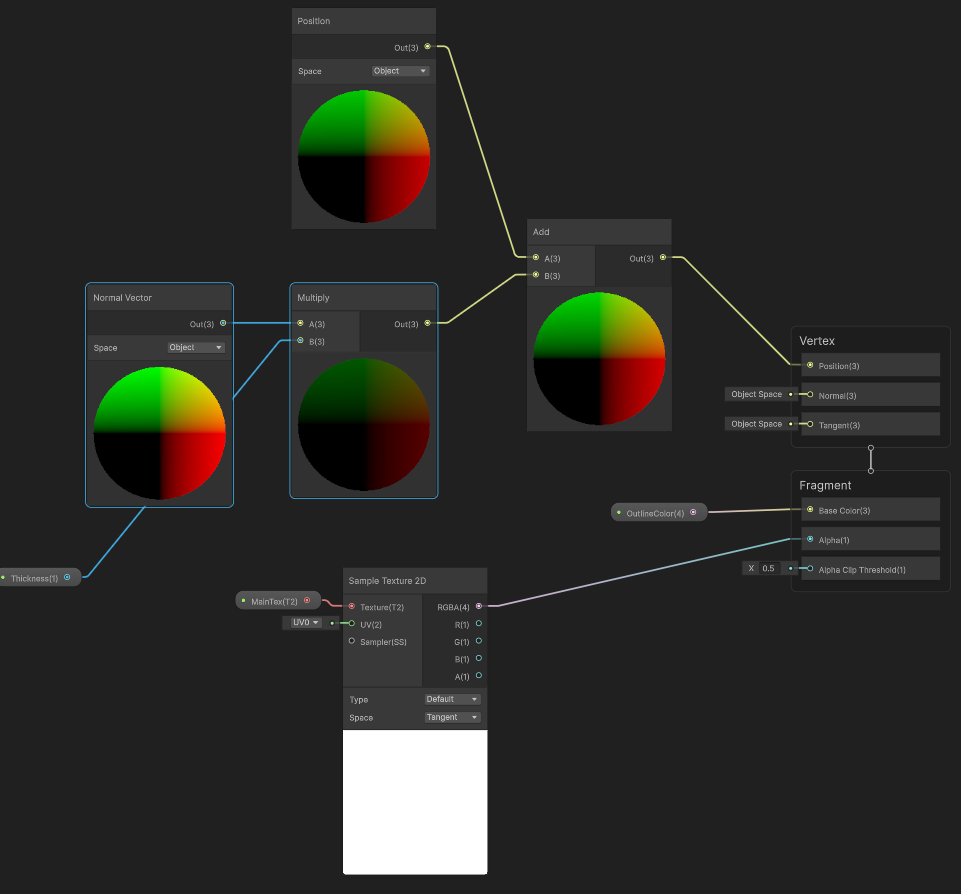 Position
Out(3)
Space Object
Add
A(3) Out(3)
B(3)
Normal Vector
Out(3)
Space Object
Multiply
A(3) Out(3)
B(3)
Vertex
Position(3)
Object Space Normal(3)
Object Space Tangent(3)
Fragment
OutlineColor(4) Base Color(3)
Alpha(1)
X 0.5 Alpha Clip Threshold(1)
Thickness(1)
Sample Texture 2D
MainTex(T2) Texture(T2) RGBA(4)
UV0 UV(2) R(1)
Sampler(SS) G(1)
B(1)
A(1)
Type Default
Space Tangent